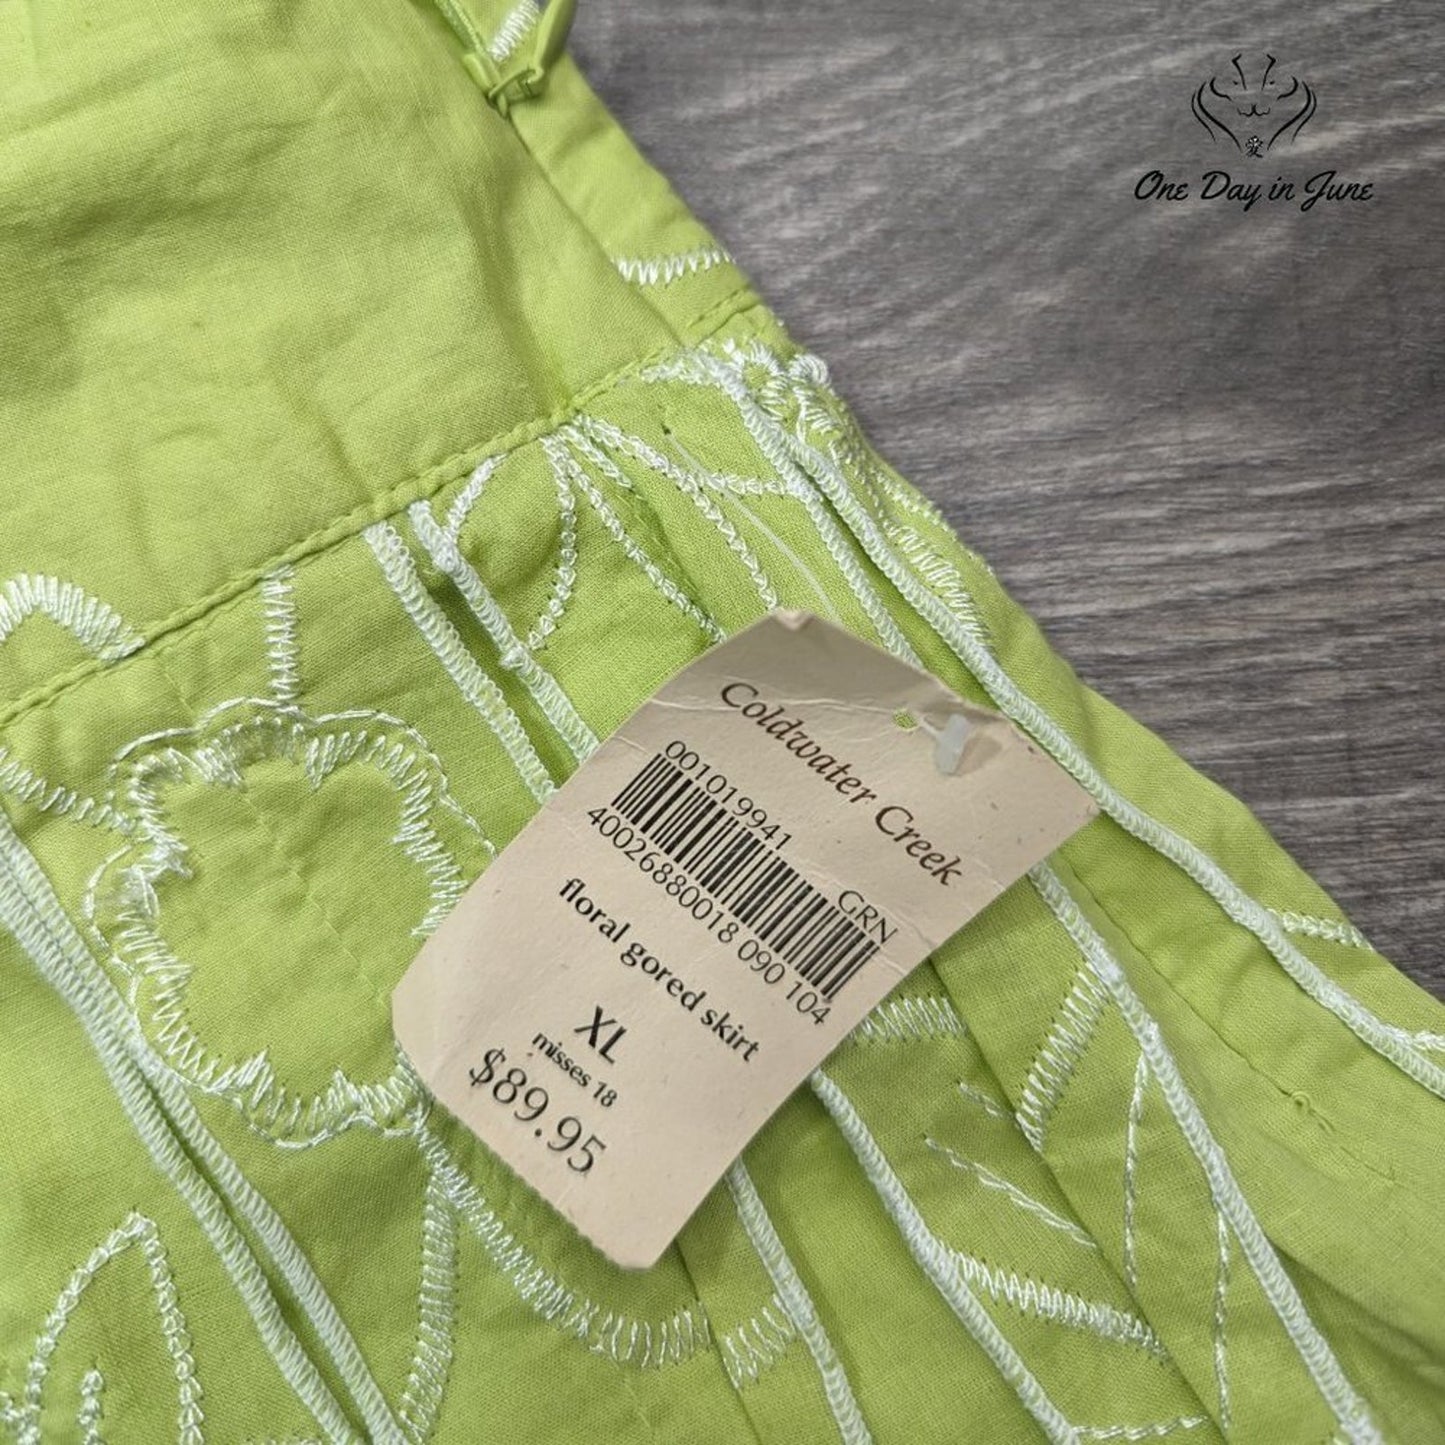 愛
One Day in June
Coldwater Creek
001019941
GRN
40026880018 090 104
floral gored skirt
XL
misses 18
$89.95